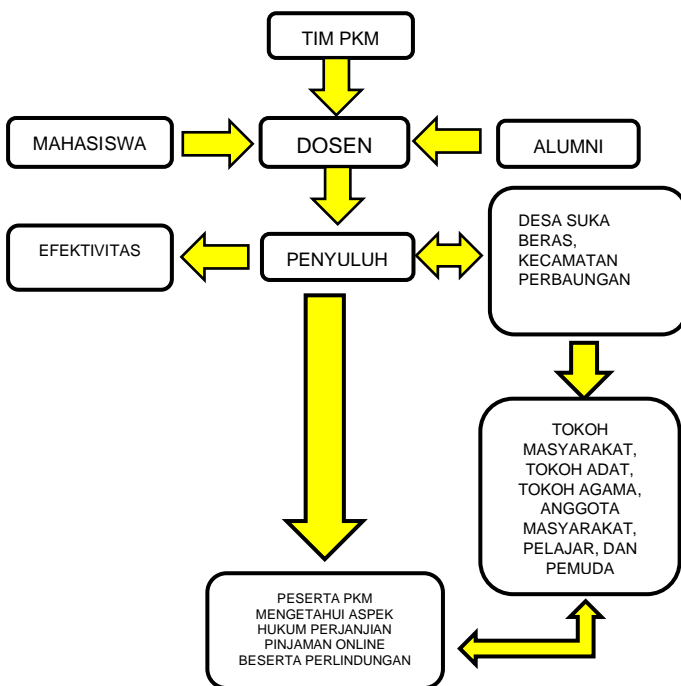 TIM PKM
MAHASISWA
DOSEN
ALUMNI
EFEKTIVITAS
PENYULUH
DESA SUKA
BERAS,
KECAMATAN
PERBAUNGAN
TOKOH
MASYARAKAT,
TOKOH ADAT,
TOKOH AGAMA,
ANGGOTA
MASYARAKAT,
PELAJAR, DAN
PEMUDA
PESERTA PKM
MENGETAHUI ASPEK
HUKUM PERJANJIAN
PINJAMAN ONLINE
BESERTA PERLINDUNGAN